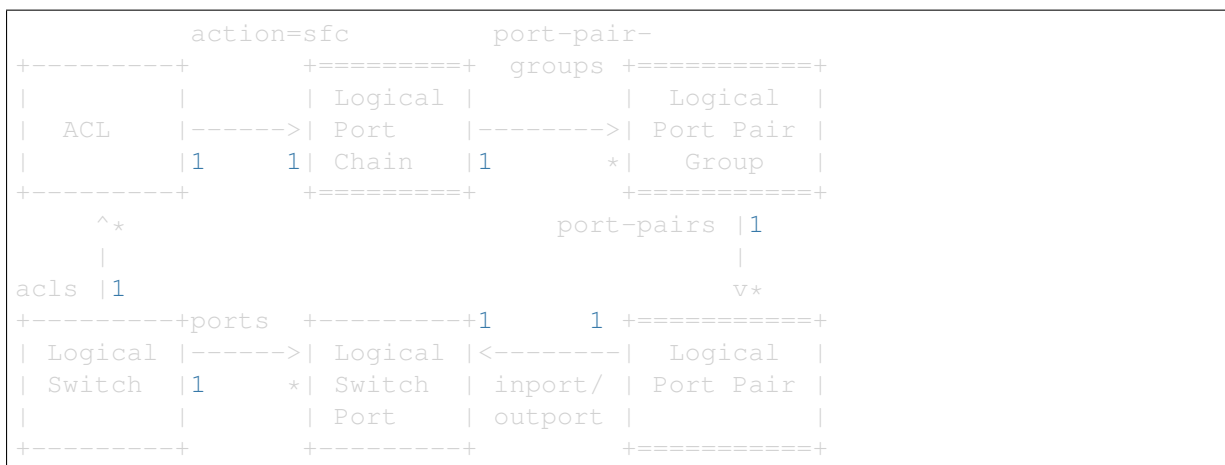 action=sfc         port-pair-
+---------+       +=========+  groups +===========+
|         |       | Logical |         |  Logical  |
|  ACL    |------>| Port    |-------->| Port Pair |
|         |1     1| Chain   |1       *|   Group   |
+---------+       +=========+         +===========+
     ^*                           port-pairs |1
     |                                       |
acls |1                                      v*
+---------+ports  +---------+1      1 +===========+
| Logical |------>| Logical |<--------|  Logical  |
| Switch  |1     *| Switch  | inport/ | Port Pair |
|         |       | Port    | outport |           |
+---------+       +---------+         +===========+